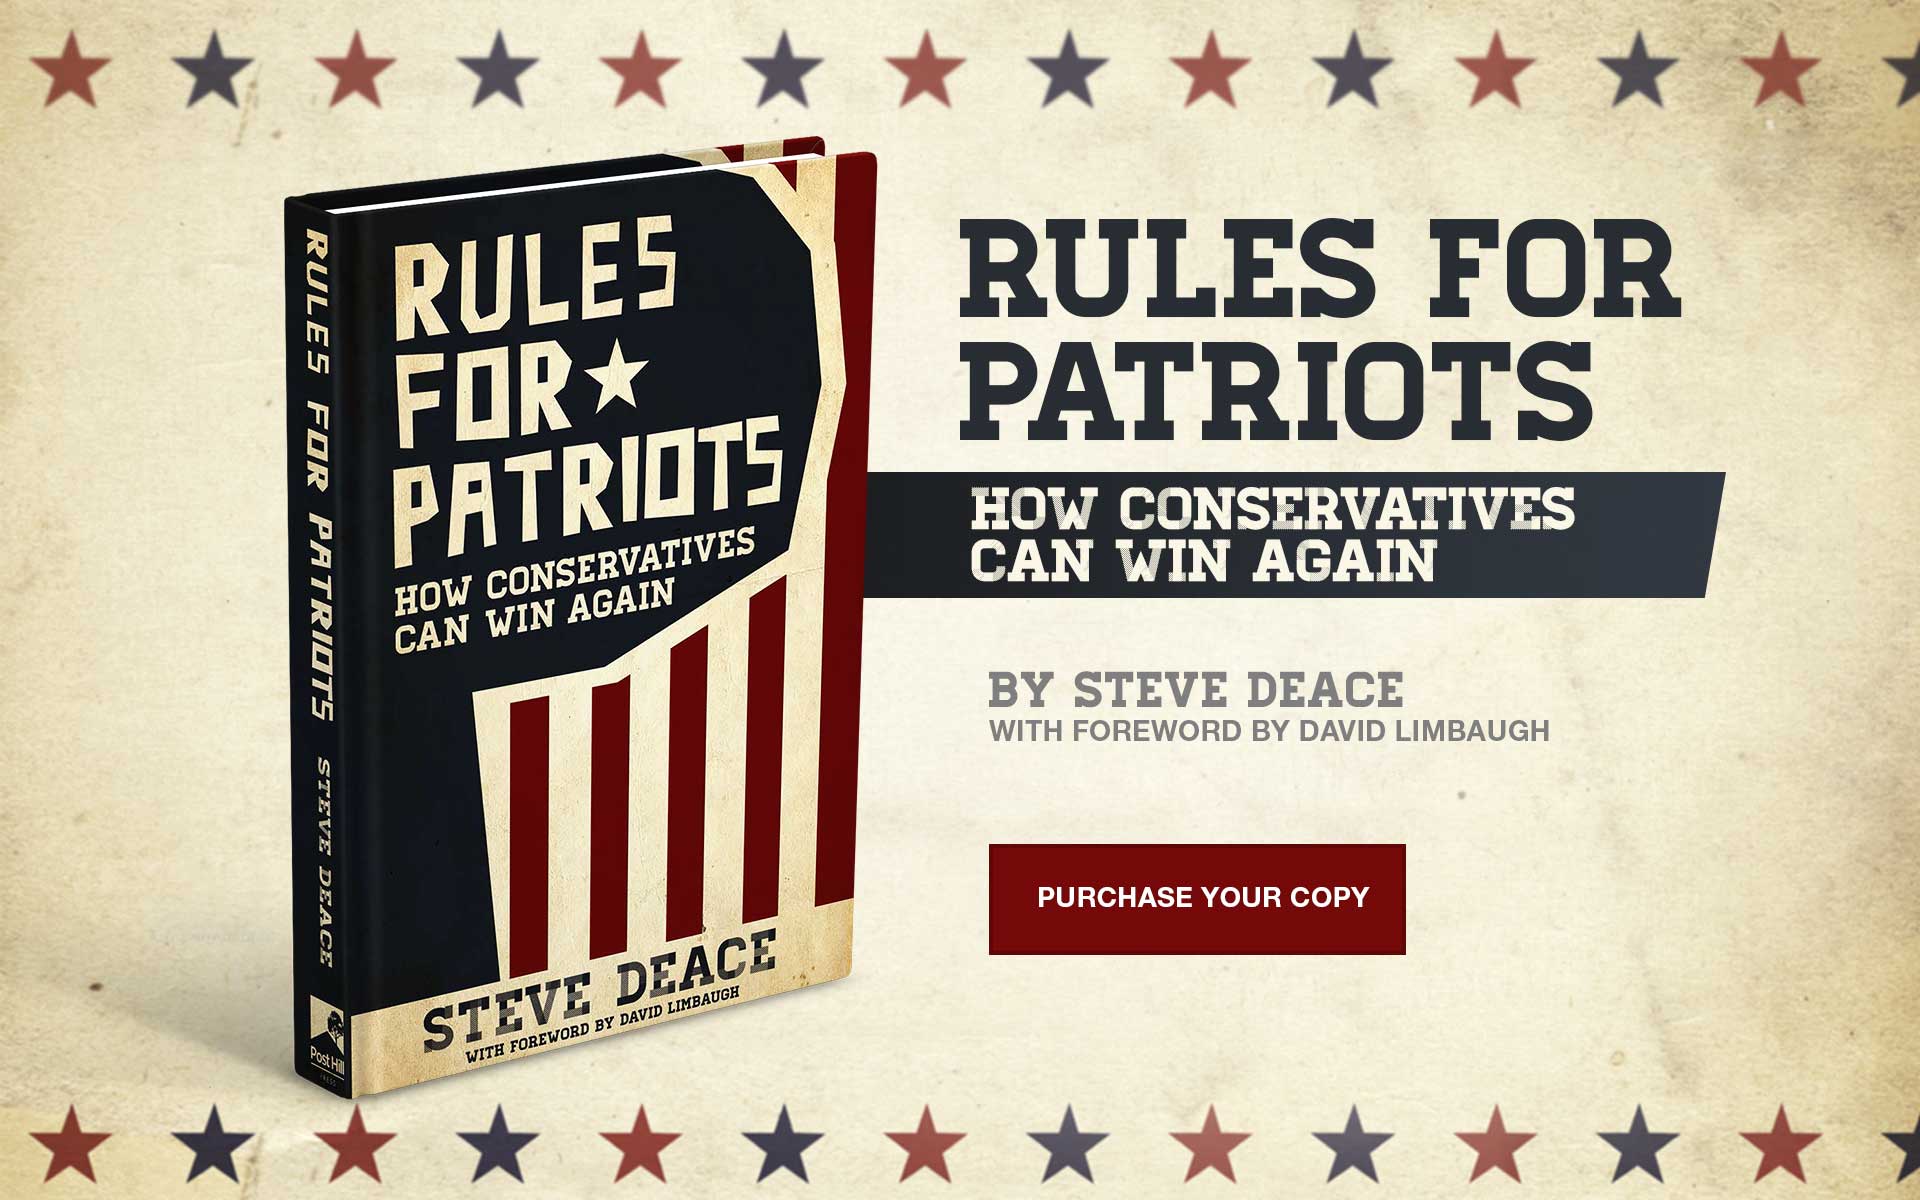 RULES FOR PATRIOTS STEVE DEACE
Post Hill
PRESS
RULES
FOR
PATRIOTS
HOW CONSERVATIVES
CAN WIN AGAIN
STEVE DEACE
WITH FOREWORD BY DAVID LIMBAUGH
RULES FOR
PATRIOTS
HOW CONSERVATIVES
CAN WIN AGAIN
BY STEVE DEACE
WITH FOREWORD BY DAVID LIMBAUGH
PURCHASE YOUR COPY